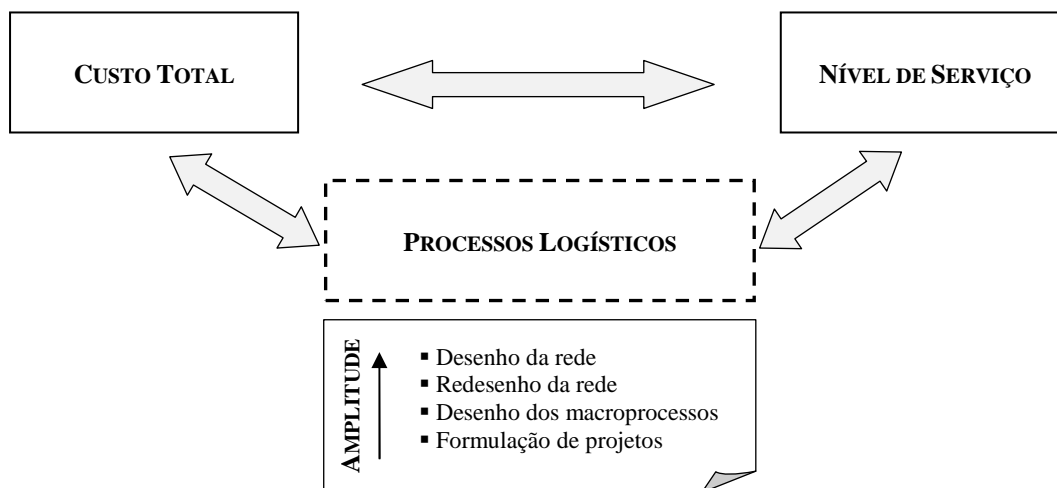 CUSTO TOTAL
NÍVEL DE SERVIÇO
PROCESSOS LOGÍSTICOS
AMPLITUDE
▪ Desenho da rede
▪ Redesenho da rede
▪ Desenho dos macroprocessos
▪ Formulação de projetos